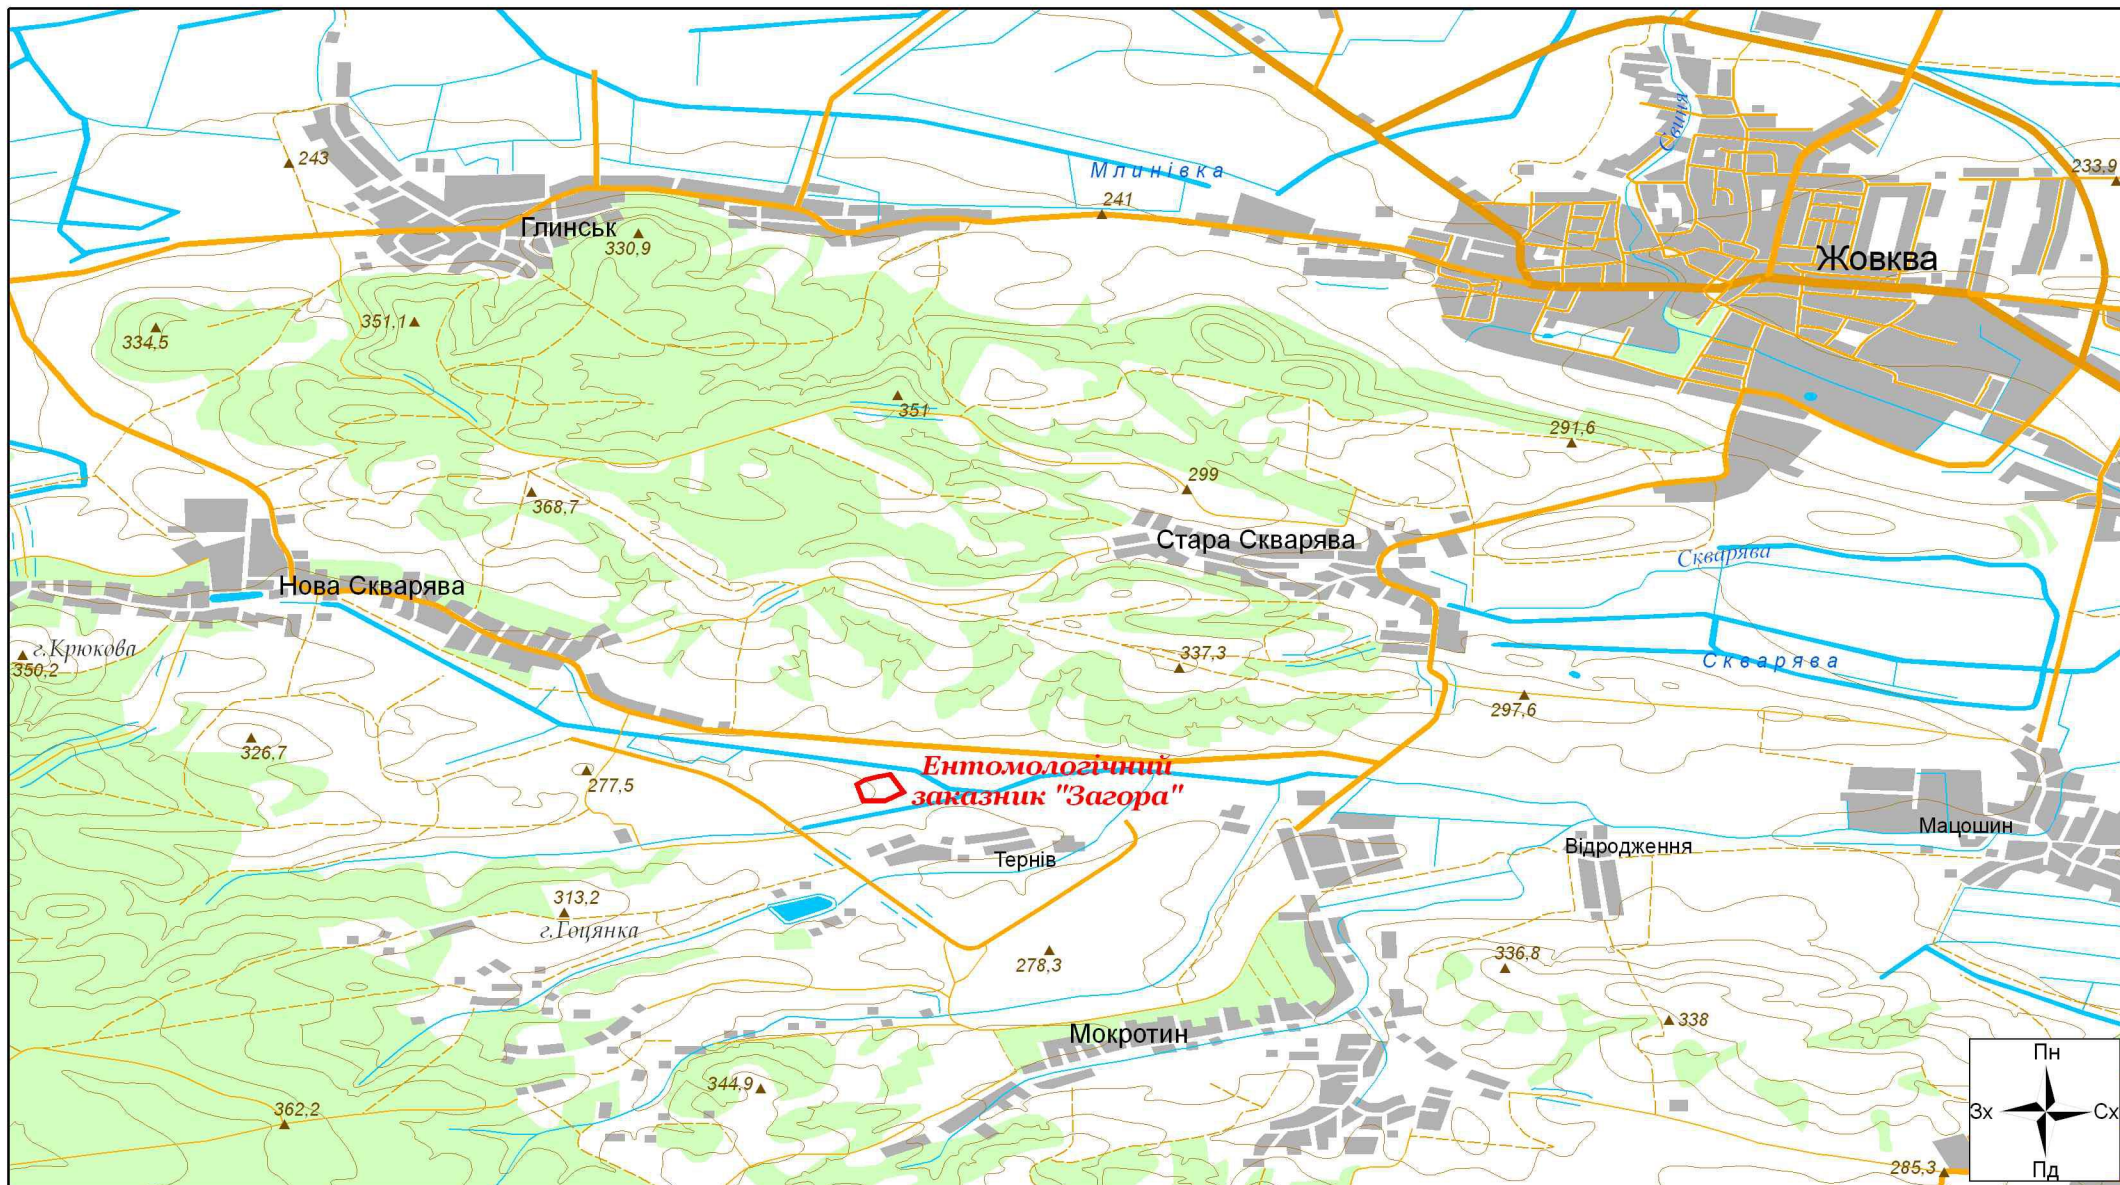 Свиня
243
Млинівка
233,9
241
Глинськ
330,9
Жовква
351,1
334,5
351
291,6
299
368,7
Стара Скварява
Скварява
Нова Скварява
г.Крюкова
350,2
337,3
Скварява
297,6
326,7
277,5
Ентомологічний
заказник "Загора"
Мацошин
Відродження
Тернів
313,2
г.Гоцянка
278,3
336,8
338
Мокротин
344,9
362,2
285,3
Пн
Зх
Сх
Пд